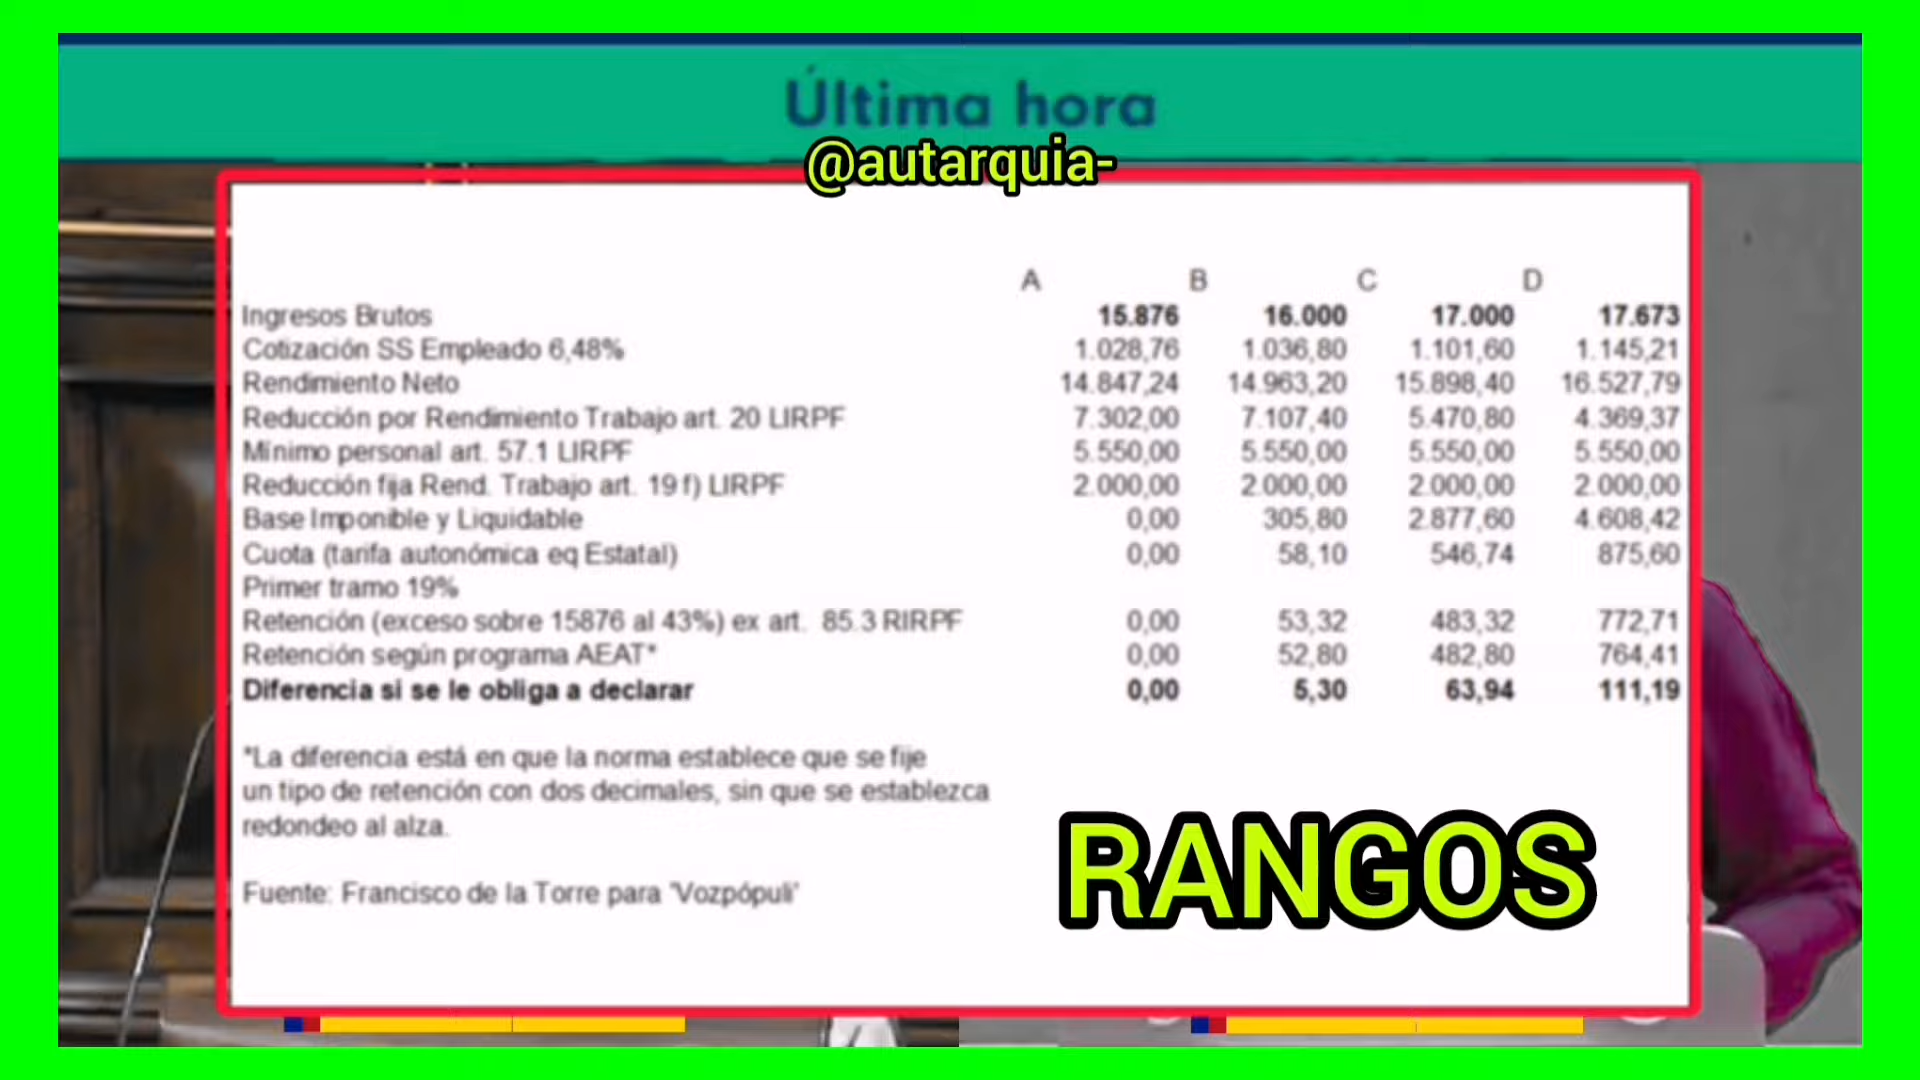 Última hora
@autarquia-
A B C D
Ingresos Brutos 15.876 16.000 17.000 17.673
Cotización SS Empleado 6,48% 1.028,76 1.036,80 1.101,60 1.145,21
Rendimiento Neto 14.847,24 14.963,20 15.898,40 16.527,79
Reducción por Rendimiento Trabajo art. 20 LIRPF 7.302,00 7.107,40 5.470,80 4.369,37
Mínimo personal art. 57.1 LIRPF 5.550,00 5.550,00 5.550,00 5.550,00
Reducción fija Rend. Trabajo art. 19 f) LIRPF 2.000,00 2.000,00 2.000,00 2.000,00
Base Imponible y Liquidable 0,00 305,80 2.877,60 4.608,42
Cuota (tarifa autonómica eq Estatal) 0,00 58,10 546,74 875,60
Primer tramo 19%
Retención (exceso sobre 15876 al 43%) ex art. 85.3 RIRPF 0,00 53,32 483,32 772,71
Retención según programa AEAT* 0,00 52,80 482,80 764,41
Diferencia si se le obliga a declarar 0,00 5,30 63,94 111,19
*La diferencia está en que la norma establece que se fije
un tipo de retención con dos decimales, sin que se establezca
redondeo al alza.
Fuente: Francisco de la Torre para 'Vozpópuli'
RANGOS